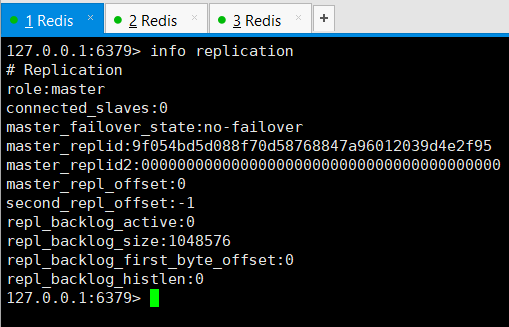 1 Redis × 2 Redis × 3 Redis × +
127.0.0.1:6379> info replication
# Replication
role:master
connected_slaves:0
master_failover_state:no-failover
master_replid:9f054bd5d088f70d58768847a96012039d4e2f95
master_replid2:0000000000000000000000000000000000000000
master_repl_offset:0
second_repl_offset:-1
repl_backlog_active:0
repl_backlog_size:1048576
repl_backlog_first_byte_offset:0
repl_backlog_histlen:0
127.0.0.1:6379>